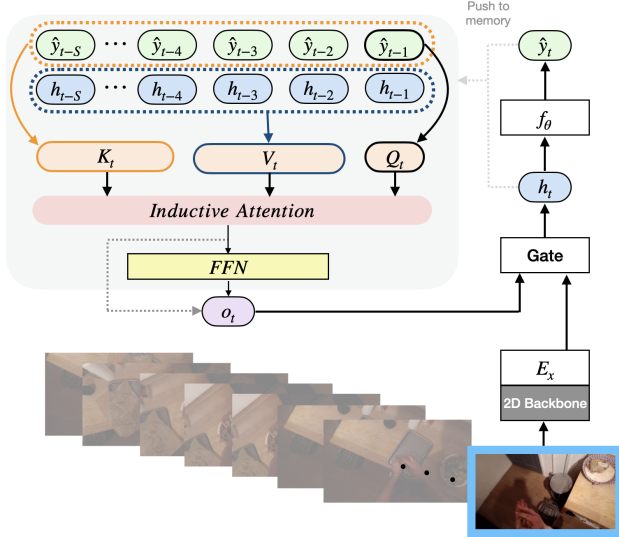 Push to
memory
ŷ_{t−S} ··· ŷ_{t−4} ŷ_{t−3} ŷ_{t−2} ŷ_{t−1}
ŷ_t
h_{t−S} ··· h_{t−4} h_{t−3} h_{t−2} h_{t−1}
f_θ
K_t V_t Q_t
h_t
Inductive Attention
Gate
FFN
o_t
E_x
2D Backbone